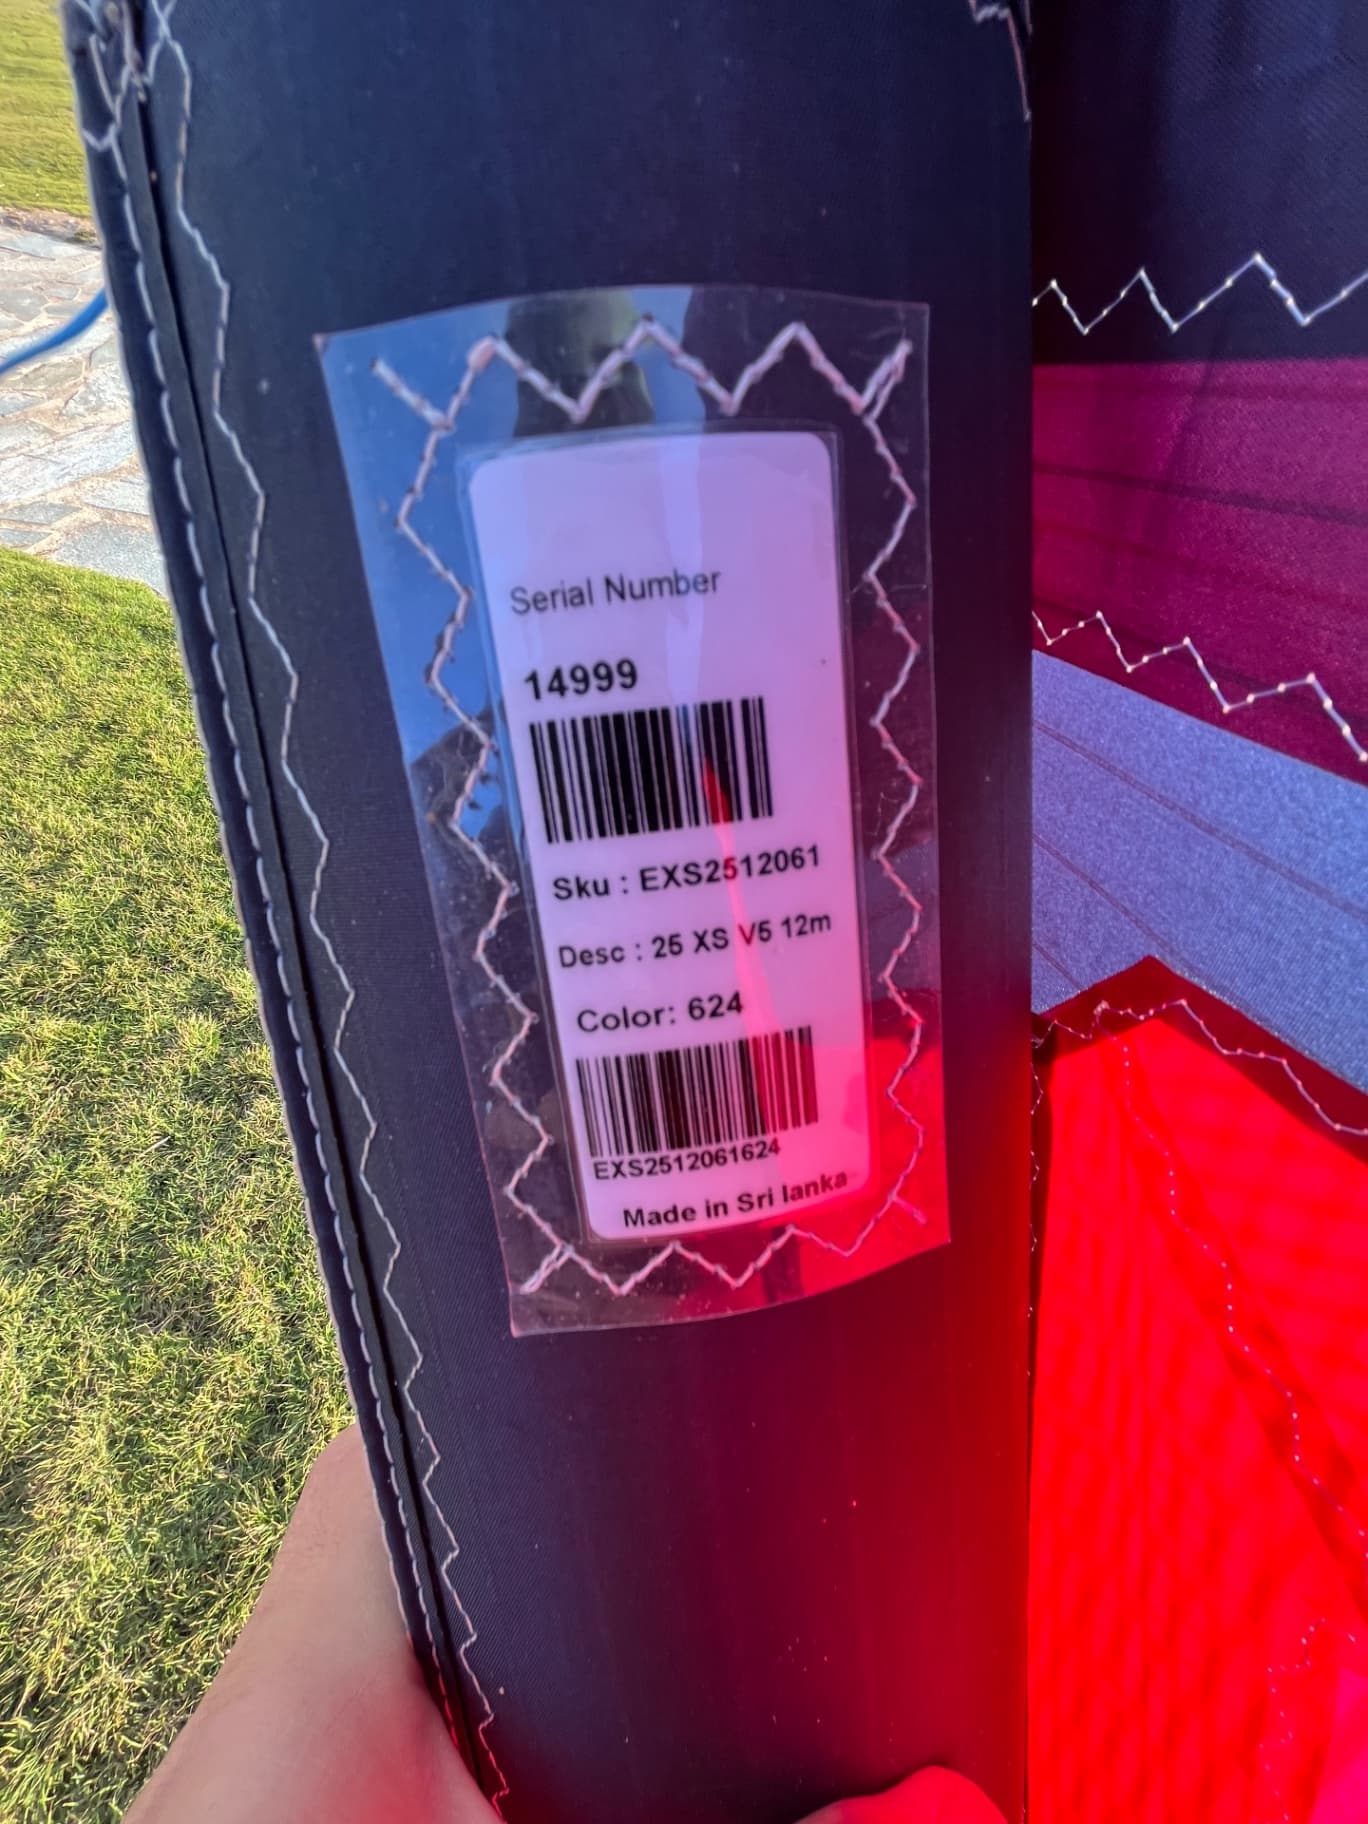 Serial Number
14999
Sku : EXS2512061
Desc : 25 XS V5 12m
Color: 624
EXS2512061624
Made in Sri lanka